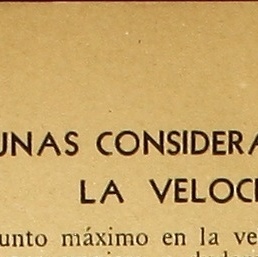 UNAS CONSIDERA
LA VELOC
unto máximo en la ve